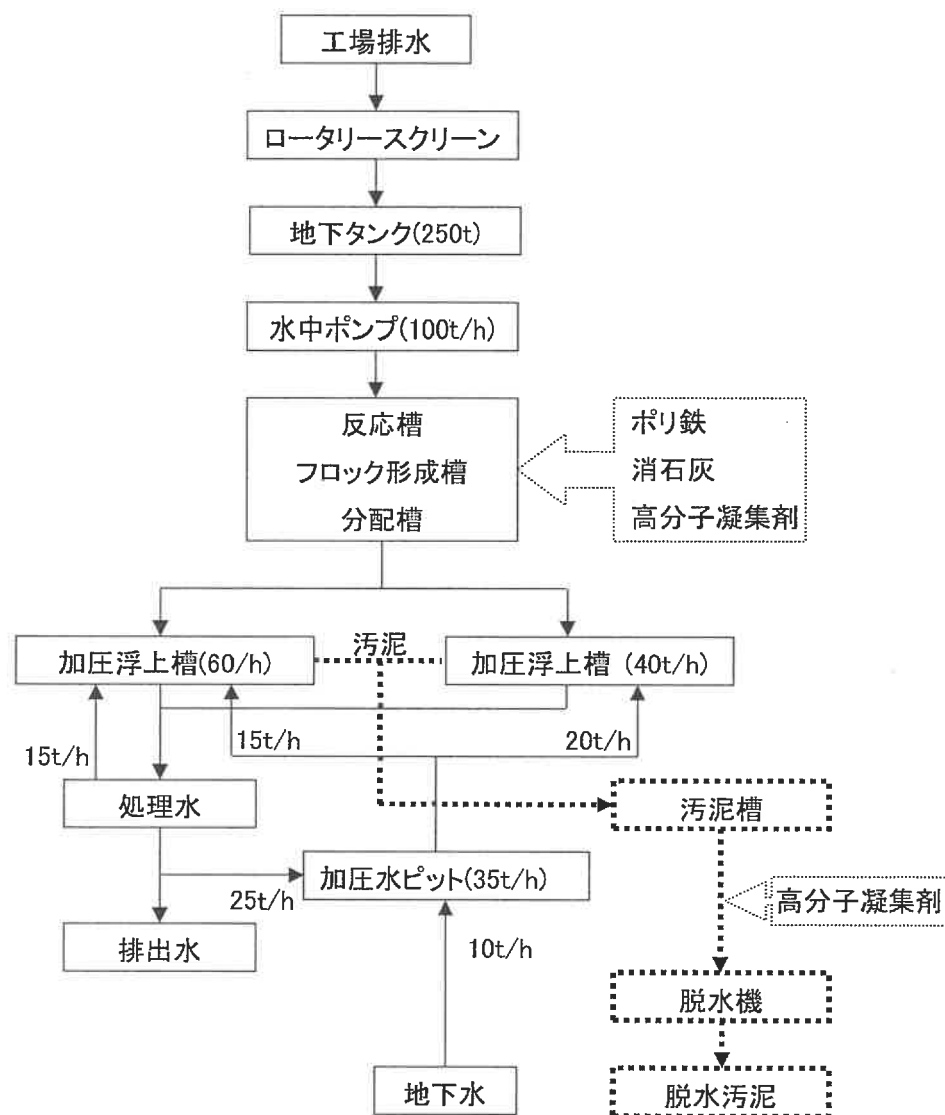 工場排水
ロータリースクリーン
地下タンク(250t)
水中ポンプ(100t/h)
反応槽
フロック形成槽
分配槽
ポリ鉄
消石灰
高分子凝集剤
加圧浮上槽(60/h)
汚泥
加圧浮上槽 (40t/h)
15t/h
15t/h
20t/h
処理水
汚泥槽
加圧水ピット(35t/h)
25t/h
高分子凝集剤
排出水
10t/h
脱水機
地下水
脱水汚泥